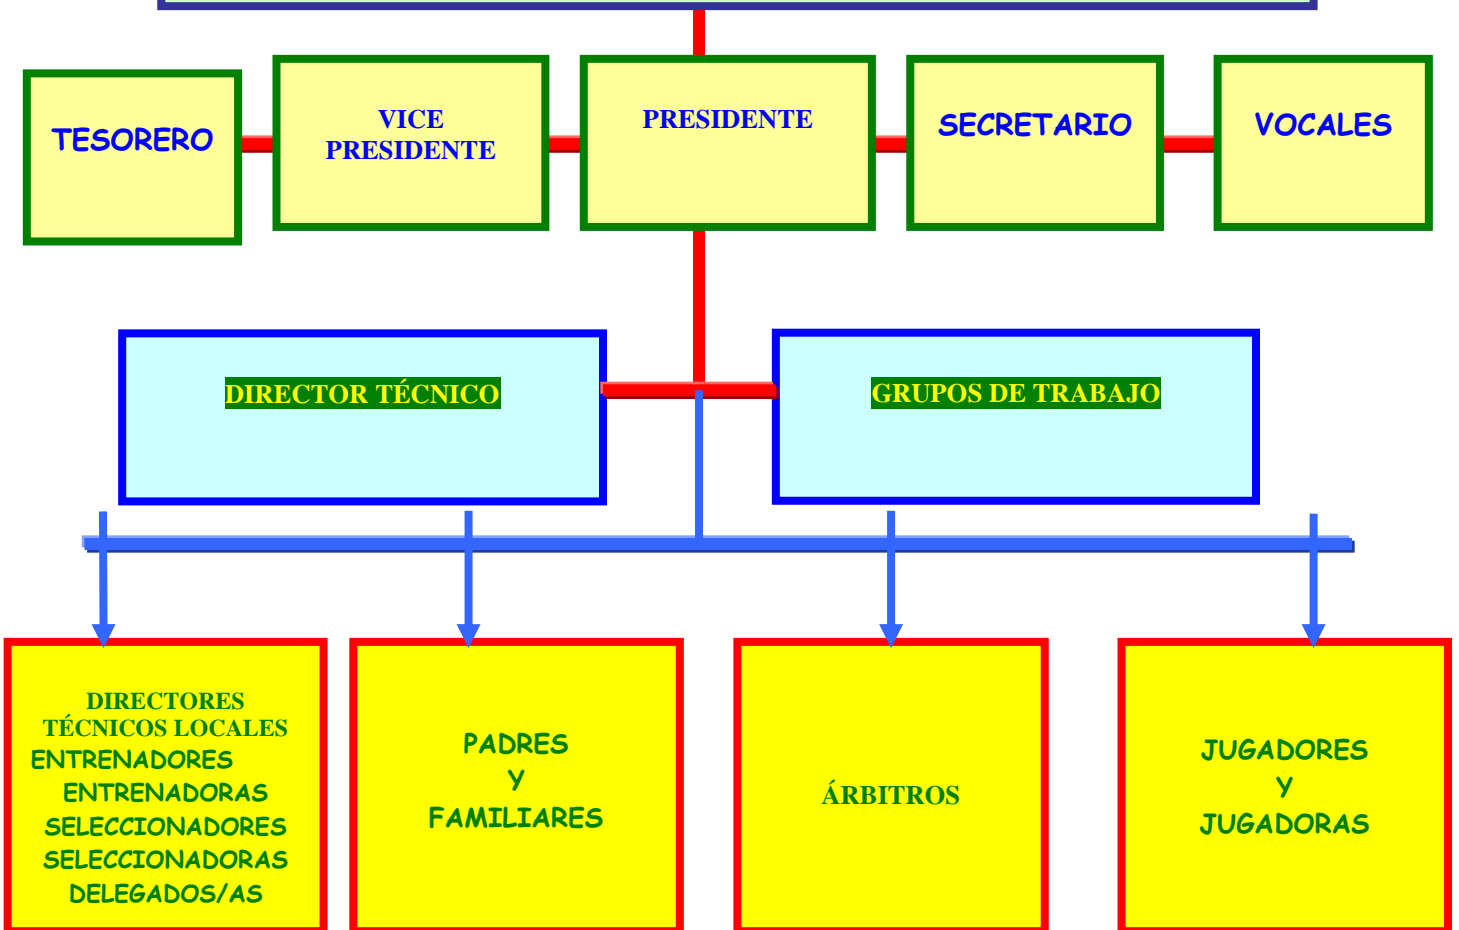 TESORERO
VICE
PRESIDENTE
PRESIDENTE
SECRETARIO
VOCALES
DIRECTOR TÉCNICO
GRUPOS DE TRABAJO
DIRECTORES
TÉCNICOS LOCALES
ENTRENADORES
ENTRENADORAS
SELECCIONADORES
SELECCIONADORAS
DELEGADOS/AS
PADRES
Y
FAMILIARES
ÁRBITROS
JUGADORES
Y
JUGADORAS